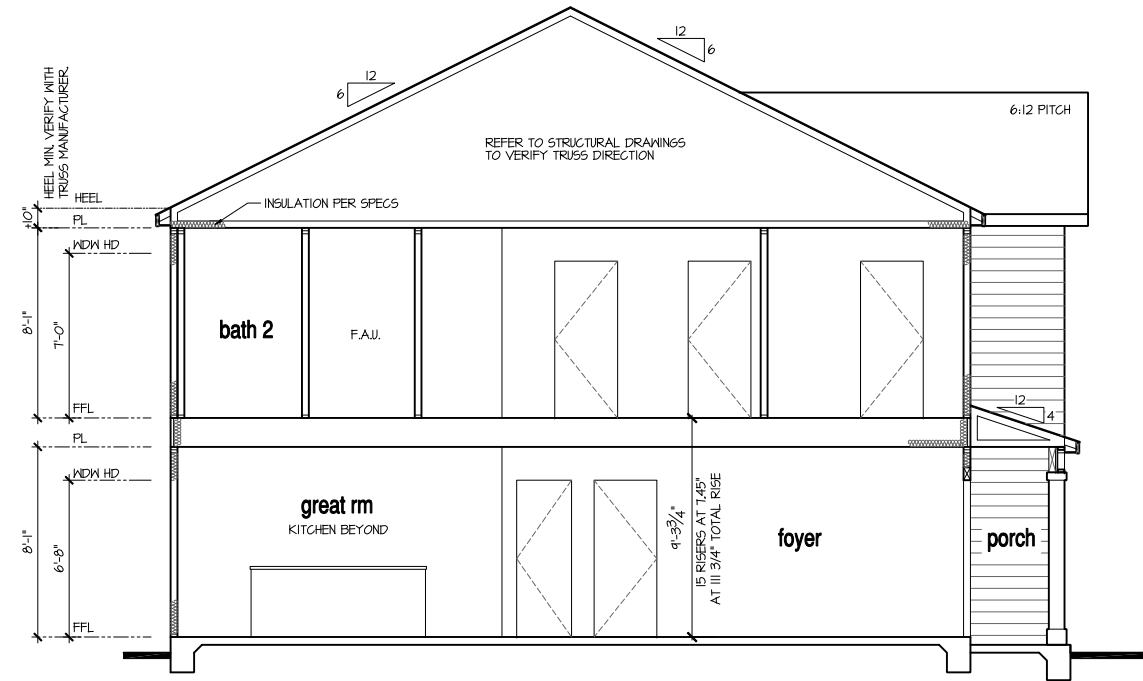 12
6
12
6
6:12 PITCH
HEEL MIN. VERIFY WITH
TRUSS MANUFACTURER.
REFER TO STRUCTURAL DRAWINGS
TO VERIFY TRUSS DIRECTION
HEEL
INSULATION PER SPECS
±10"
PL
WDW HD
8'-1"
7'-0"
bath 2
F.A.U.
FFL
12
4
PL
WDW HD
8'-1"
6'-8"
great rm
KITCHEN BEYOND
9'-3 3/4"
15 RISERS AT 7.45"
AT 111 3/4" TOTAL RISE
foyer
porch
FFL